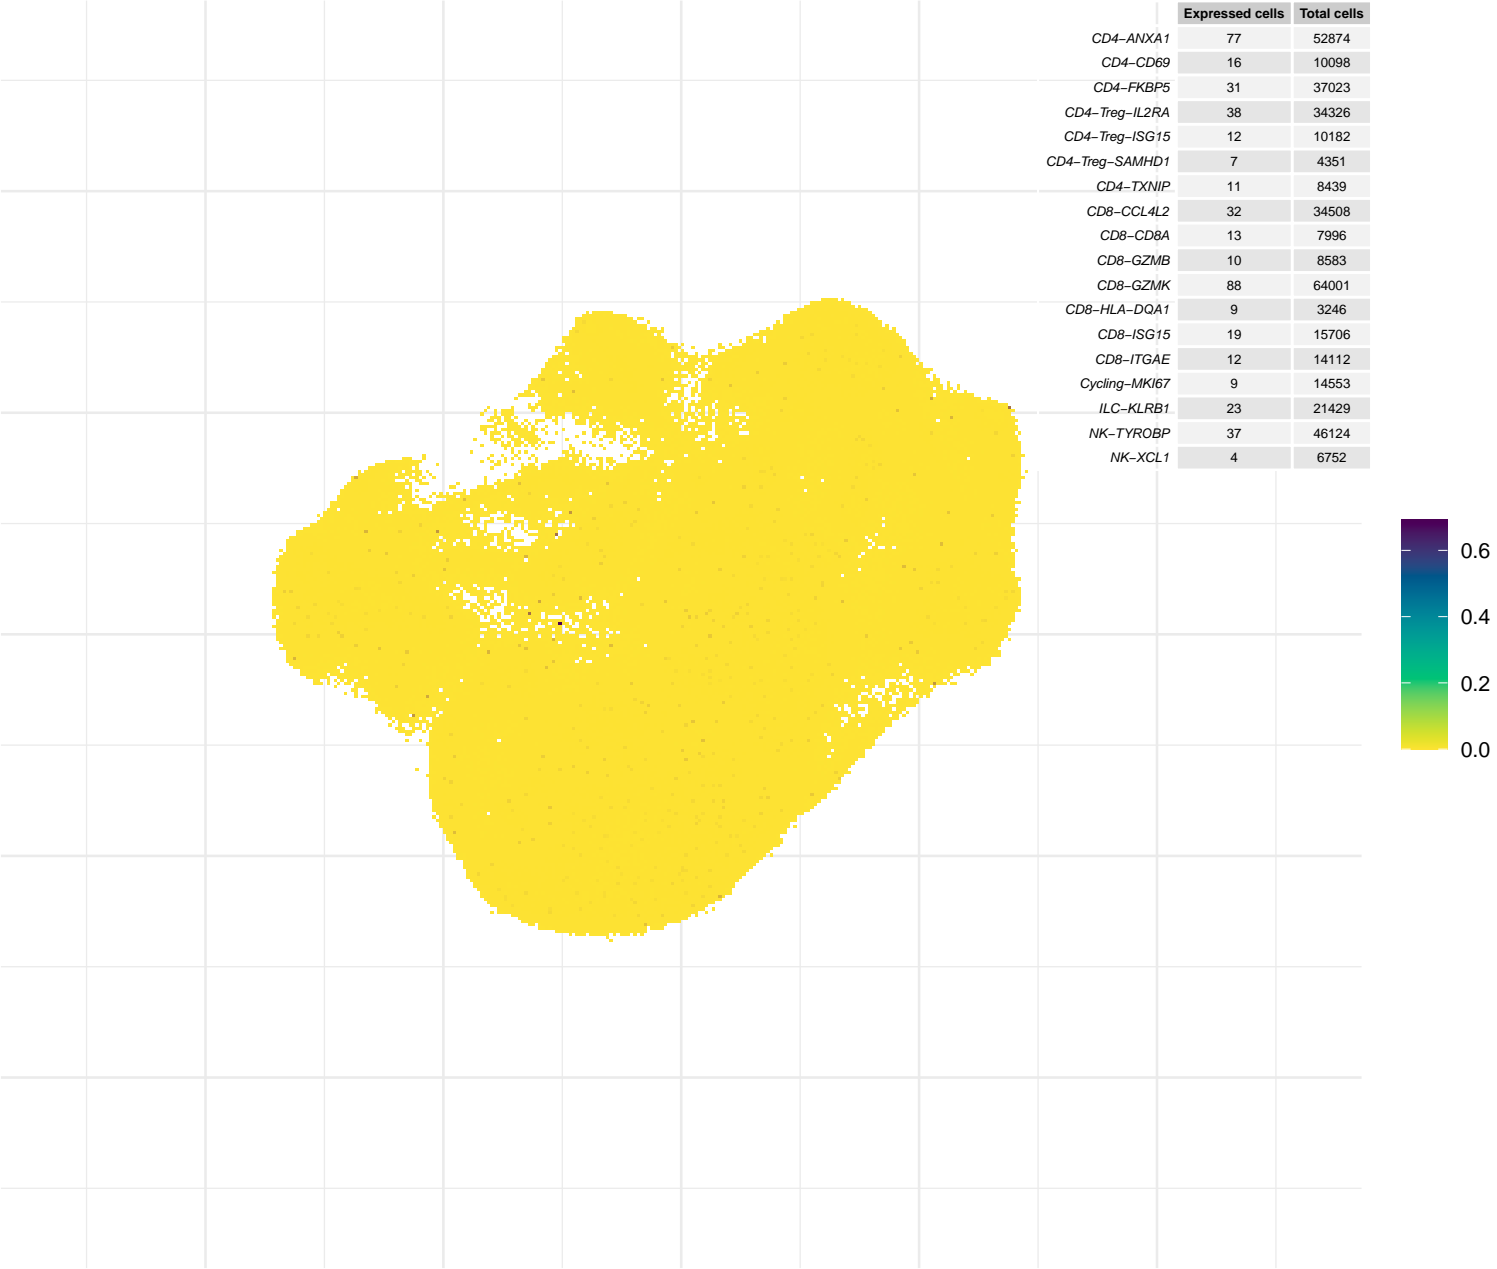 Expressed cells Total cells
CD4−ANXA1 77 52874
CD4−CD69 16 10098
CD4−FKBP5 31 37023
CD4−Treg−IL2RA 38 34326
CD4−Treg−ISG15 12 10182
CD4−Treg−SAMHD1 7 4351
CD4−TXNIP 11 8439
CD8−CCL4L2 32 34508
CD8−CD8A 13 7996
CD8−GZMB 10 8583
CD8−GZMK 88 64001
CD8−HLA−DQA1 9 3246
CD8−ISG15 19 15706
CD8−ITGAE 12 14112
Cycling−MKI67 9 14553
ILC−KLRB1 23 21429
NK−TYROBP 37 46124
NK−XCL1 4 6752
0.6
0.4
0.2
0.0